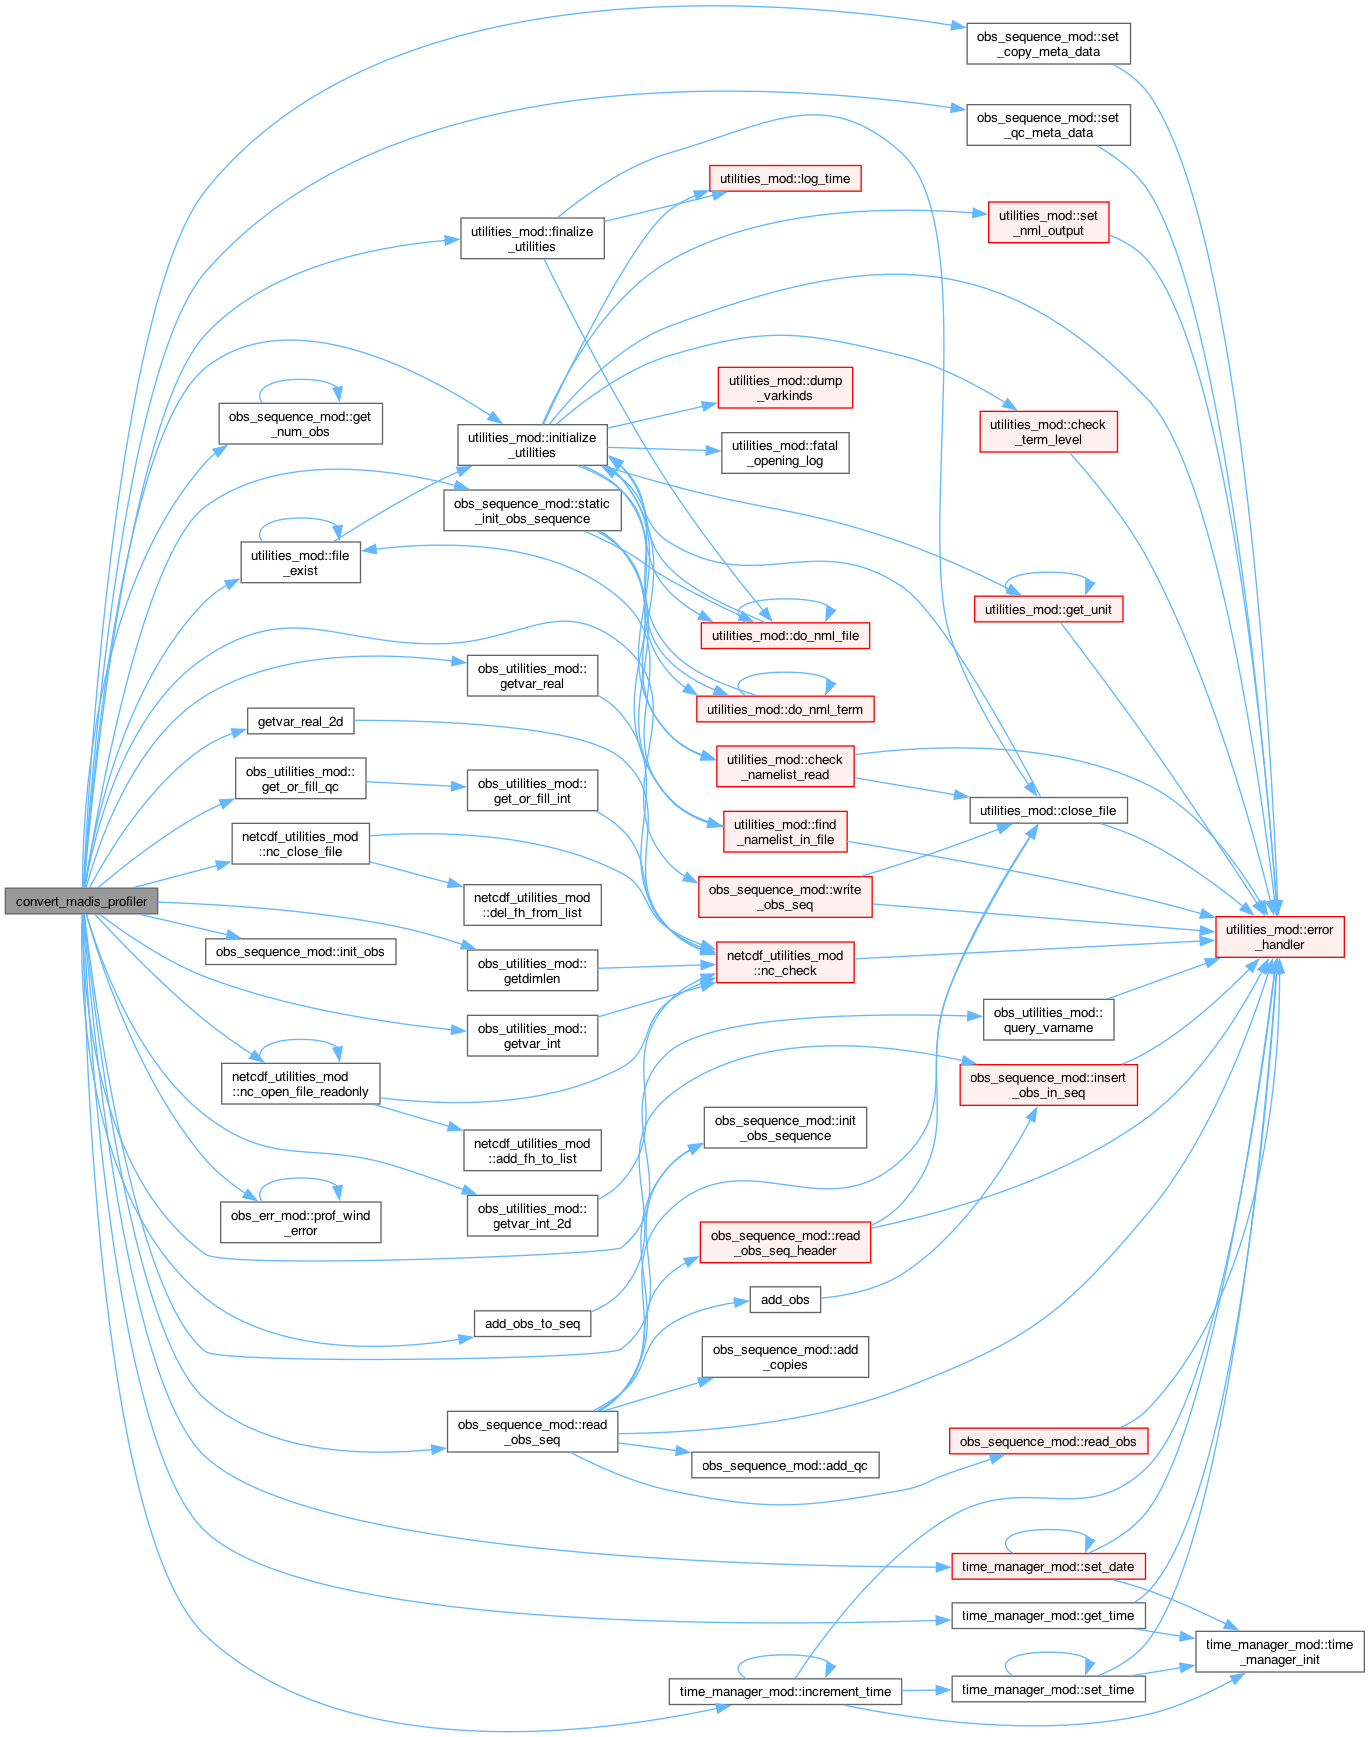 obs_sequence_mod::set
_copy_meta_data
obs_sequence_mod::set
_qc_meta_data
utilities_mod::log_time
utilities_mod::set
_nml_output
utilities_mod::finalize
_utilities
utilities_mod::dump
_varkinds
obs_sequence_mod::get
_num_obs
utilities_mod::check
_term_level
utilities_mod::initialize
_utilities
utilities_mod::fatal
_opening_log
obs_sequence_mod::static
_init_obs_sequence
utilities_mod::file
_exist
utilities_mod::get_unit
utilities_mod::do_nml_file
obs_utilities_mod::
getvar_real
utilities_mod::do_nml_term
getvar_real_2d
utilities_mod::check
_namelist_read
obs_utilities_mod::
get_or_fill_qc
obs_utilities_mod::
get_or_fill_int
utilities_mod::close_file
utilities_mod::find
_namelist_in_file
netcdf_utilities_mod
::nc_close_file
convert_madis_profiler
netcdf_utilities_mod
::del_fh_from_list
obs_sequence_mod::write
_obs_seq
utilities_mod::error
_handler
obs_sequence_mod::init_obs
netcdf_utilities_mod
::nc_check
obs_utilities_mod::
getdimlen
obs_utilities_mod::
query_varname
obs_utilities_mod::
getvar_int
netcdf_utilities_mod
::nc_open_file_readonly
obs_sequence_mod::insert
_obs_in_seq
obs_sequence_mod::init
_obs_sequence
netcdf_utilities_mod
::add_fh_to_list
obs_err_mod::prof_wind
_error
obs_utilities_mod::
getvar_int_2d
obs_sequence_mod::read
_obs_seq_header
add_obs
add_obs_to_seq
obs_sequence_mod::add
_copies
obs_sequence_mod::read
_obs_seq
obs_sequence_mod::read_obs
obs_sequence_mod::add_qc
time_manager_mod::set_date
time_manager_mod::get_time
time_manager_mod::time
_manager_init
time_manager_mod::increment_time
time_manager_mod::set_time